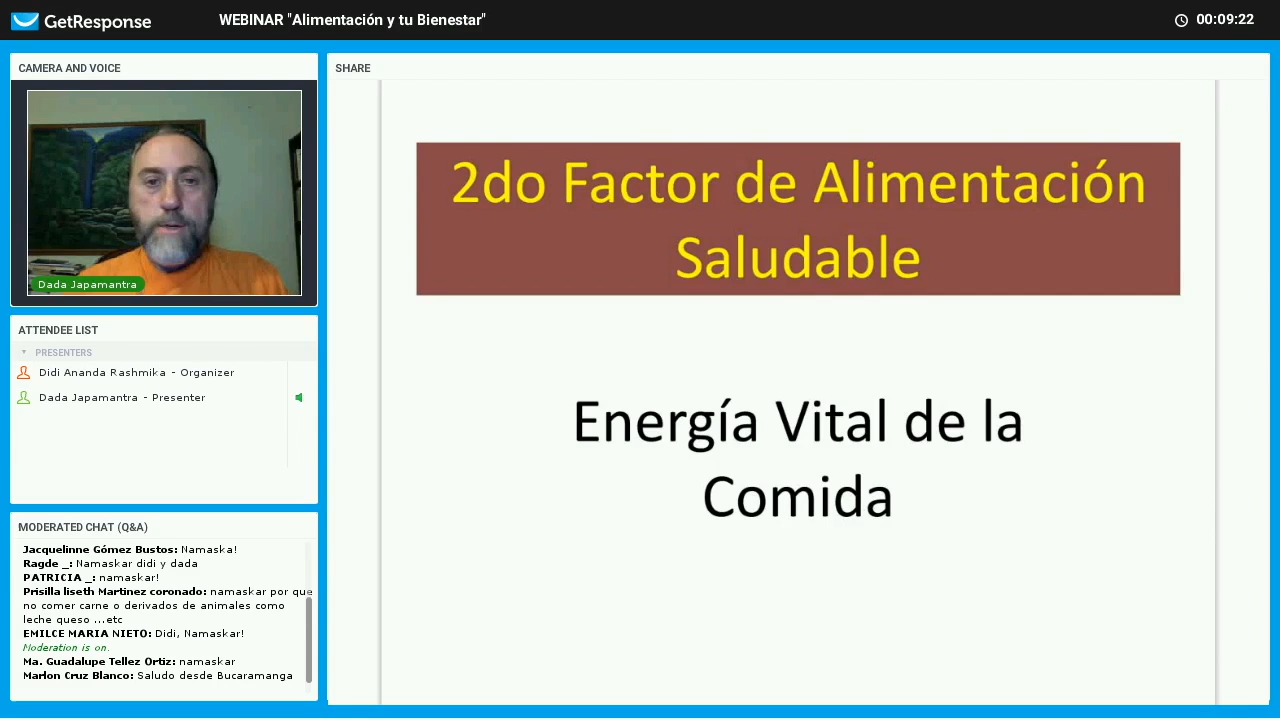 GetResponse
WEBINAR "Alimentación y tu Bienestar"
00:09:22
CAMERA AND VOICE
Dada Japamantra
ATTENDEE LIST
PRESENTERS
Didi Ananda Rashmika - Organizer
Dada Japamantra - Presenter
MODERATED CHAT (Q&A)
Jacquelinne Gómez Bustos: Namaska!
Ragde _: Namaskar didi y dada
PATRICIA _: namaskar!
Prisilla liseth Martinez coronado: namaskar por que
no comer carne o derivados de animales como
leche queso ...etc
EMILCE MARIA NIETO: Didi, Namaskar!
Moderation is on.
Ma. Guadalupe Tellez Ortiz: namaskar
Marlon Cruz Blanco: Saludo desde Bucaramanga
SHARE
2do Factor de Alimentación
Saludable
Energía Vital de la
Comida